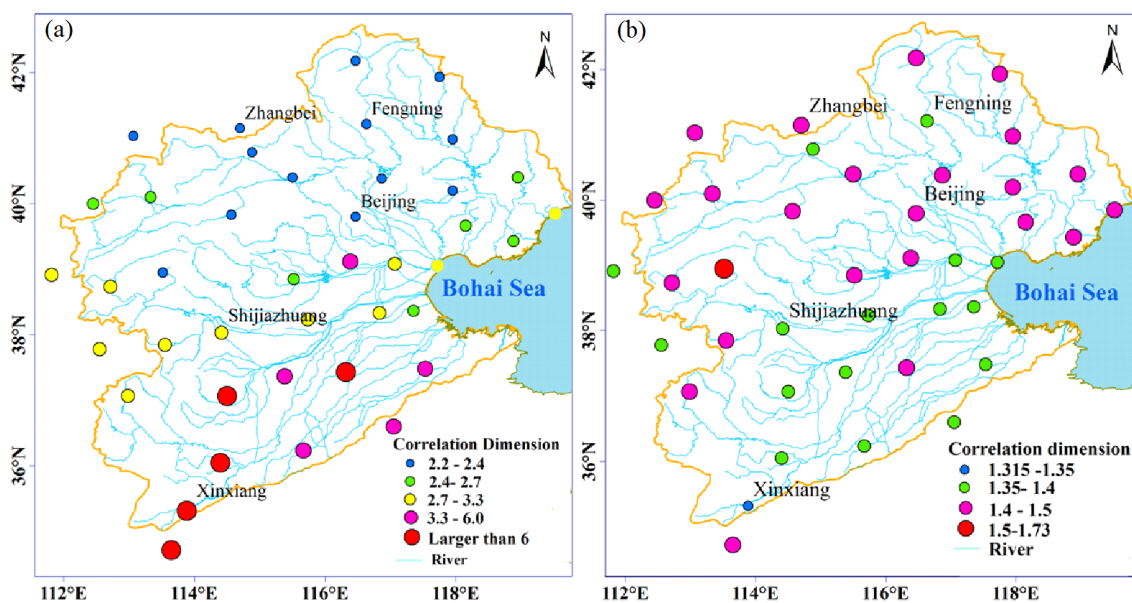 (a)
N
42°N
40°N
38°N
36°N
Zhangbei
Fengning
Beijing
Bohai Sea
Shijiazhuang
Xinxiang
Correlation Dimension
2.2 - 2.4
2.4- 2.7
2.7 - 3.3
3.3 - 6.0
Larger than 6
River
112°E
114°E
116°E
118°E
(b)
N
42°N
40°N
38°N
36°N
Zhangbei
Fengning
Beijing
Bohai Sea
Shijiazhuang
Xinxiang
Correlation dimension
1.315 -1.35
1.35- 1.4
1.4 - 1.5
1.5-1.73
River
112°E
114°E
116°E
118°E